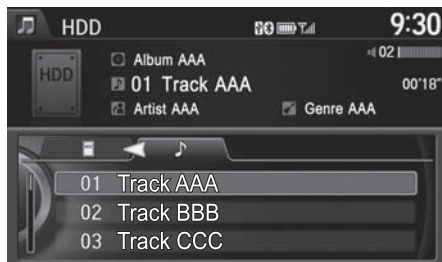 HDD 9:30
02
HDD
Album AAA
01 Track AAA 00'18"
Artist AAA Genre AAA
01 Track AAA
02 Track BBB
03 Track CCC